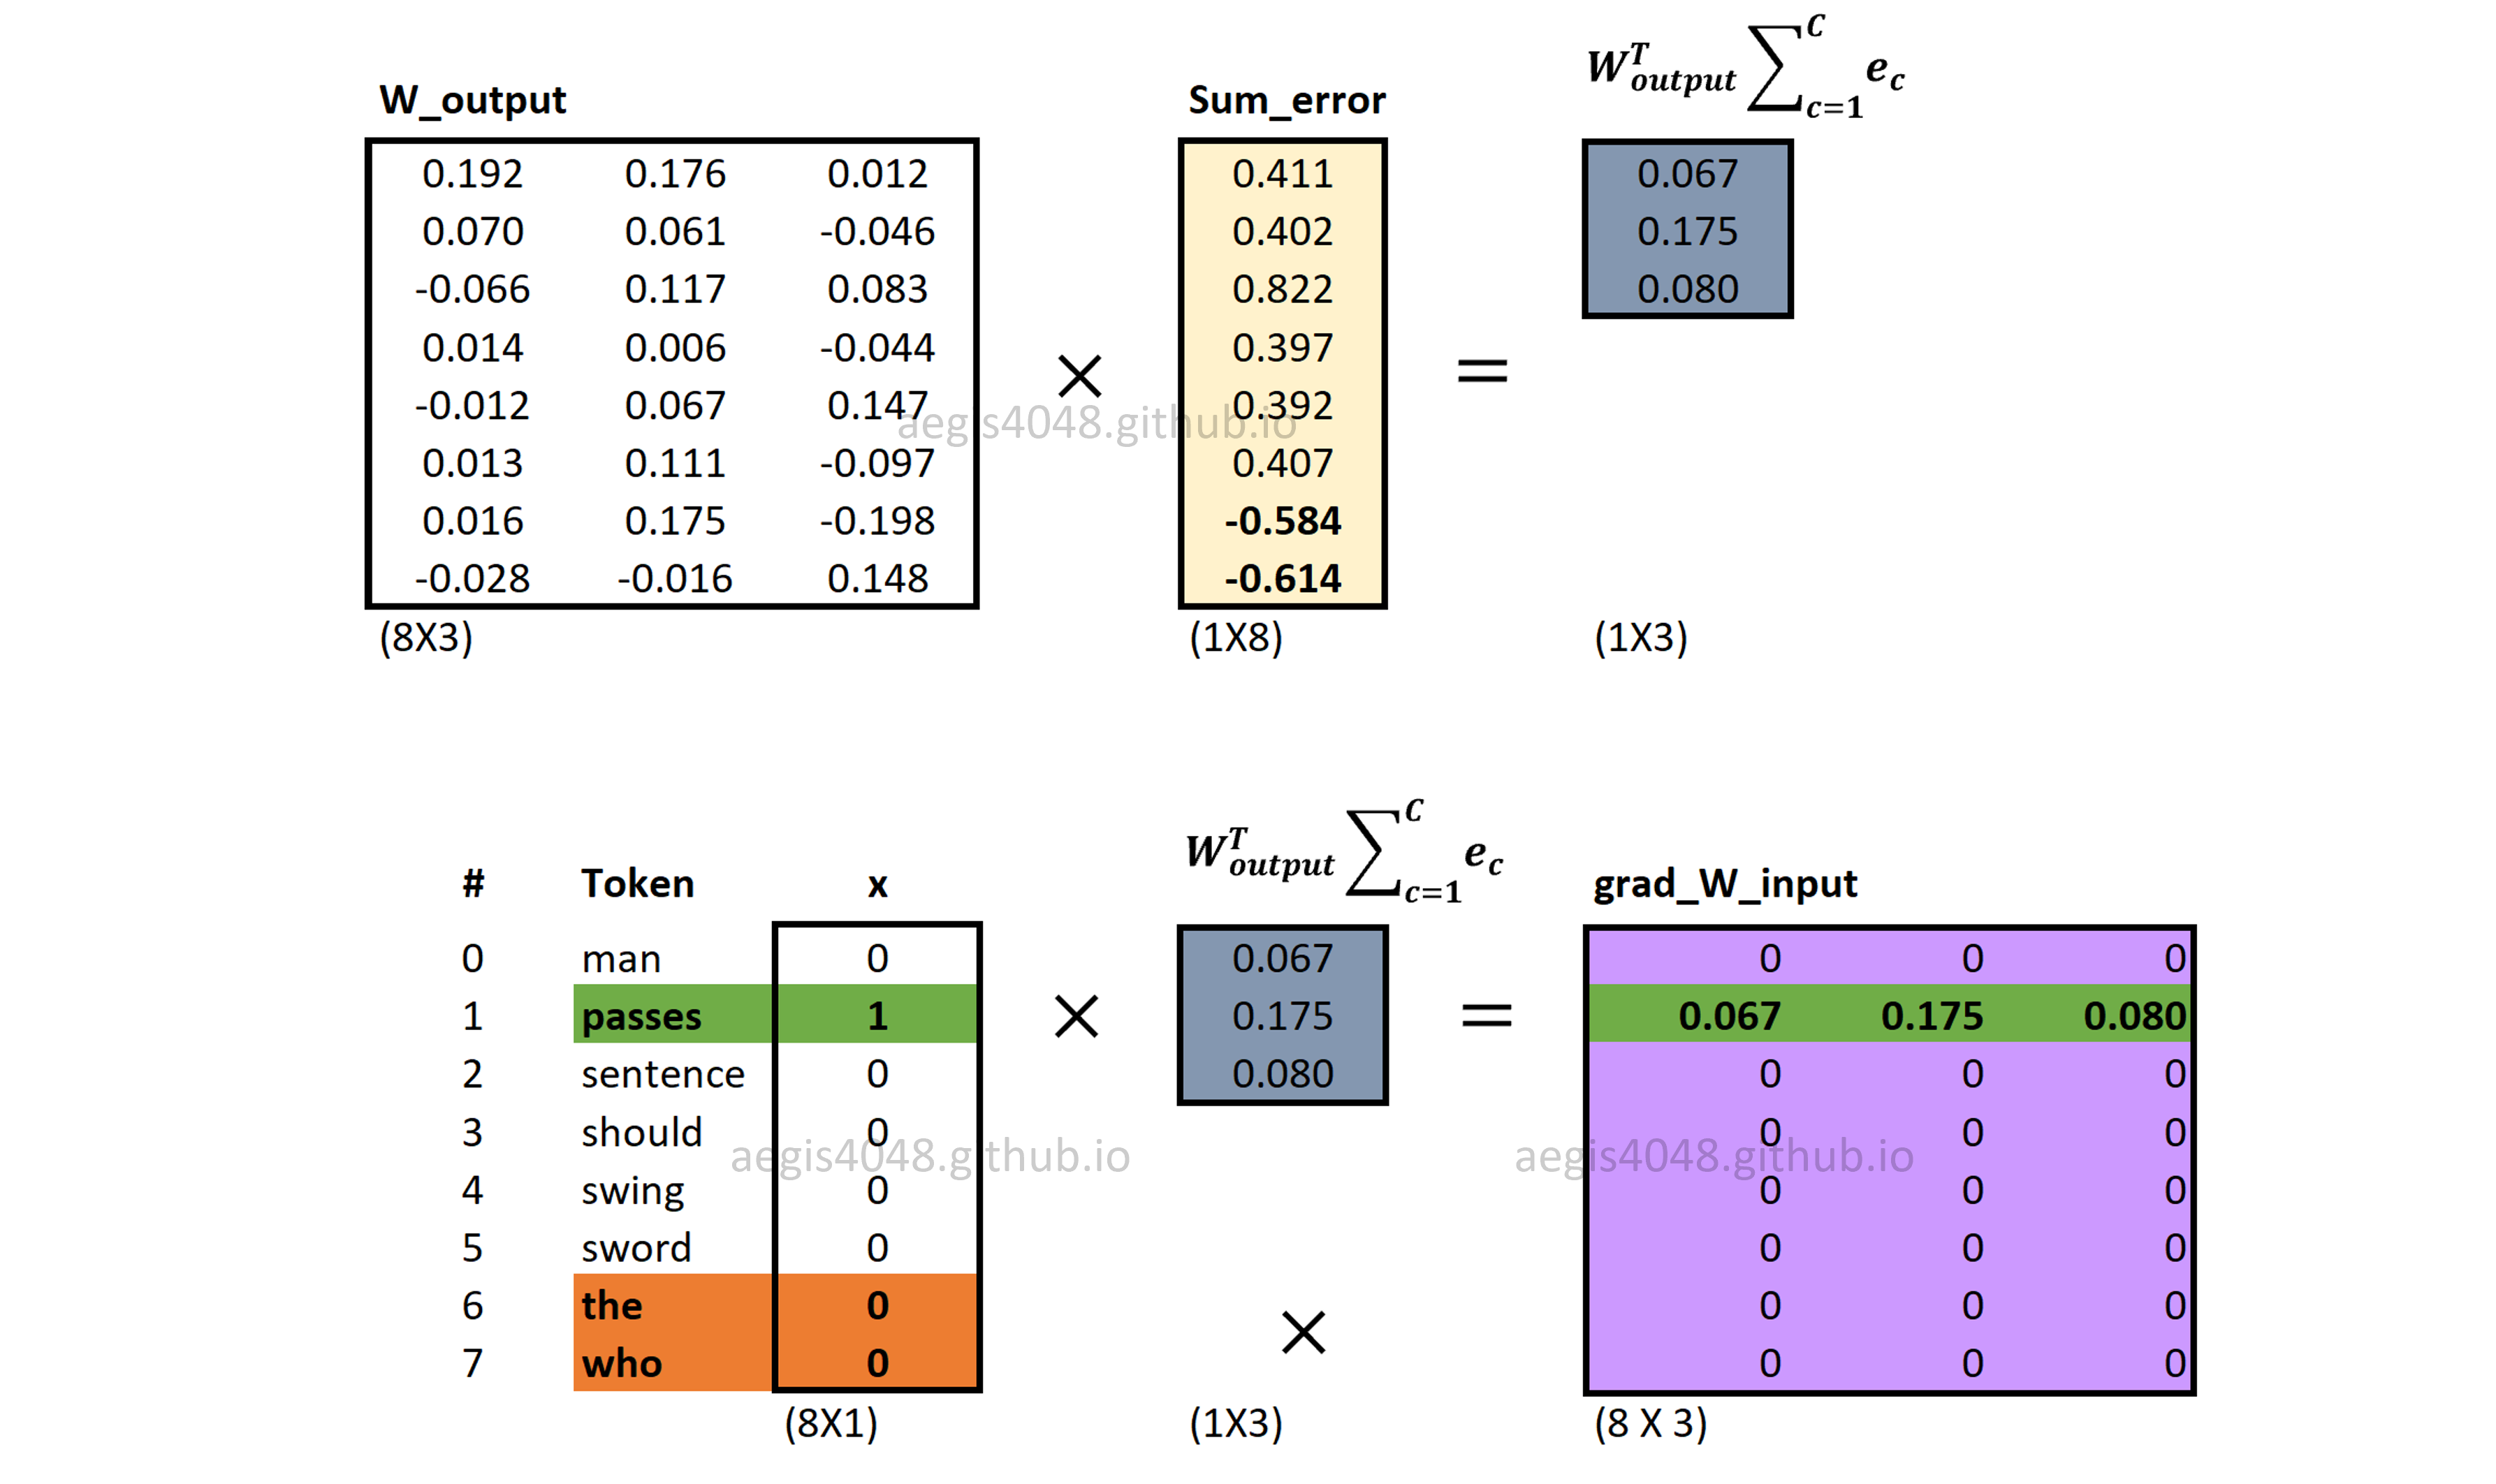 W_output Sum_error W^T_output ∑^C_c=1 e_c
0.192 0.176 0.012 0.411 0.067
0.070 0.061 -0.046 0.402 0.175
-0.066 0.117 0.083 0.822 0.080
0.014 0.006 -0.044 0.397
× =
-0.012 0.067 0.147 0.392
aegis4048.github.io
0.013 0.111 -0.097 0.407
0.016 0.175 -0.198 -0.584
-0.028 -0.016 0.148 -0.614
(8X3) (1X8) (1X3)
W^T_output ∑^C_c=1 e_c
# Token x grad_W_input
0 man 0 0.067 0 0 0
1 passes 1 × 0.175 = 0.067 0.175 0.080
2 sentence 0 0.080 0 0 0
3 should 0 0 0 0
aegis4048.github.io aegis4048.github.io
4 swing 0 0 0 0
5 sword 0 0 0 0
6 the 0 0 0 0
×
7 who 0 0 0 0
(8X1) (1X3) (8 X 3)